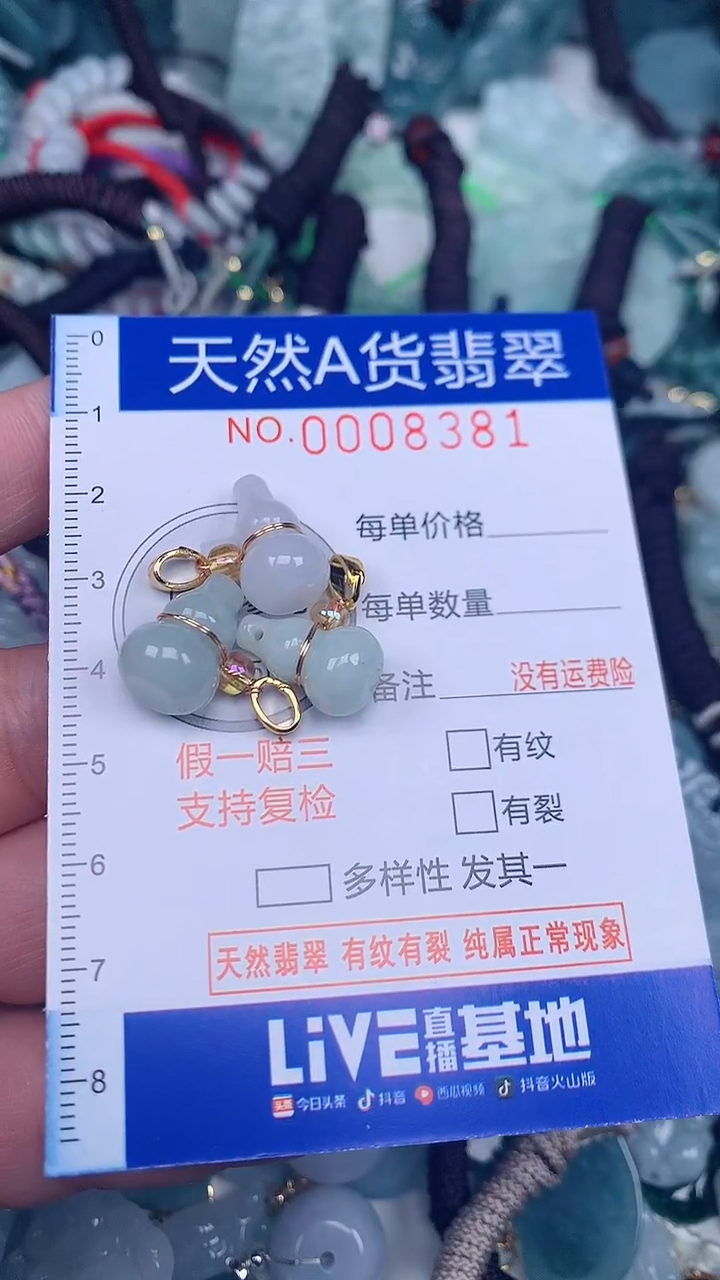 天然A货翡翠
NO.0008381
每单价格
每单数量
备注 没有运费险
假一赔三
支持复检
有纹
有裂
多样性 发其一
天然翡翠 有纹有裂 纯属正常现象
LiVE直播基地
头条 今日头条 抖音 西瓜视频 抖音火山版
0
1
2
3
4
5
6
7
8